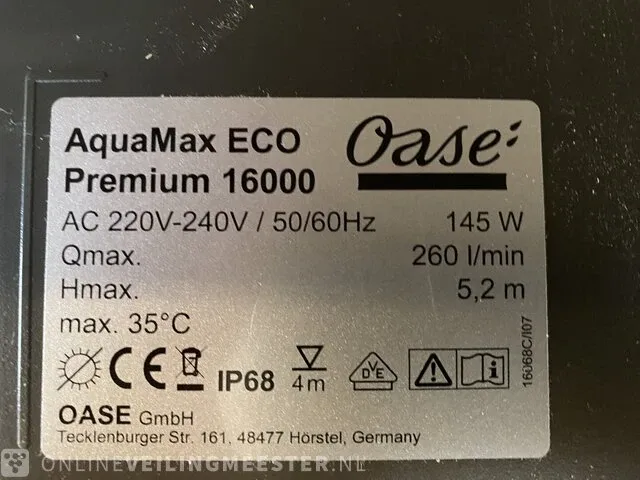 AquaMax ECO
Premium 16000
Oase
AC 220V-240V / 50/60Hz 145 W
Qmax. 260 l/min
Hmax. 5,2 m
max. 35°C
CE IP68 4m DVE i
16068C/I07
OASE GmbH
Tecklenburger Str. 161, 48477 Hörstel, Germany
ONLINEVEILINGMEESTER.NL